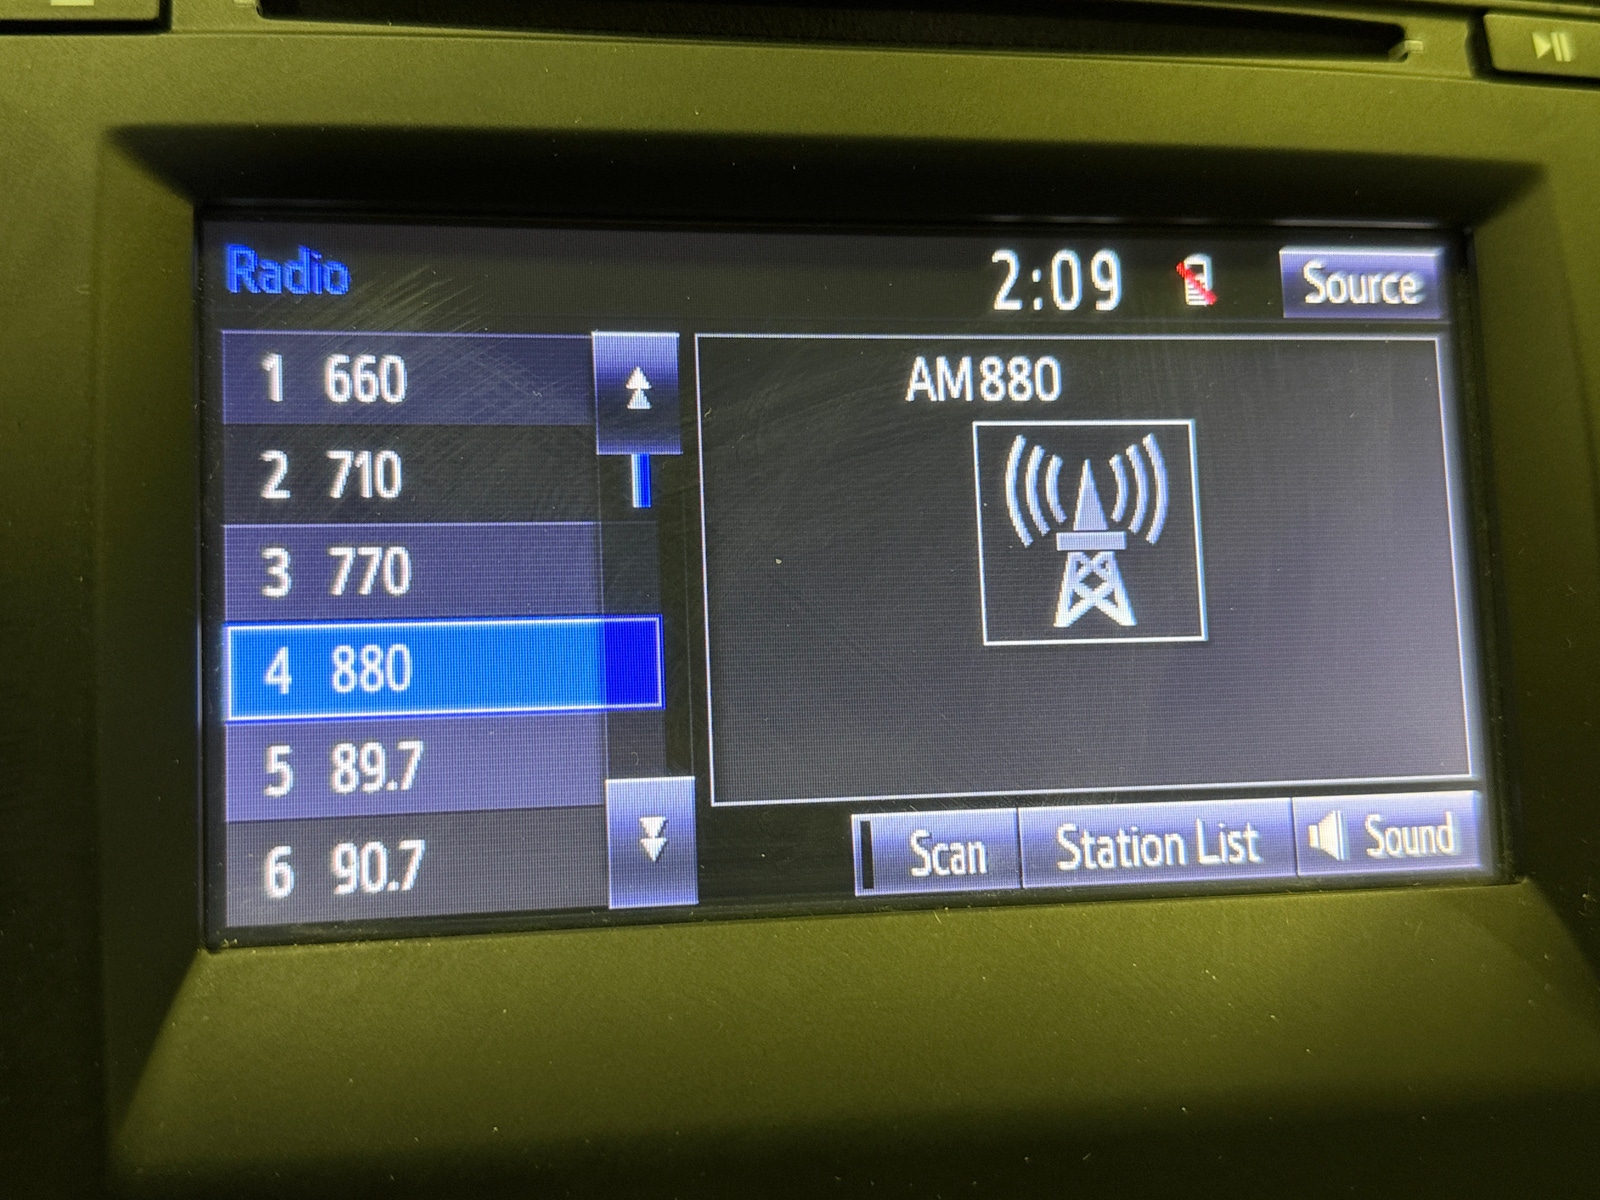 Radio
2:09
Source
1 660
2 710
3 770
4 880
5 89.7
6 90.7
AM880
Scan
Station List
Sound